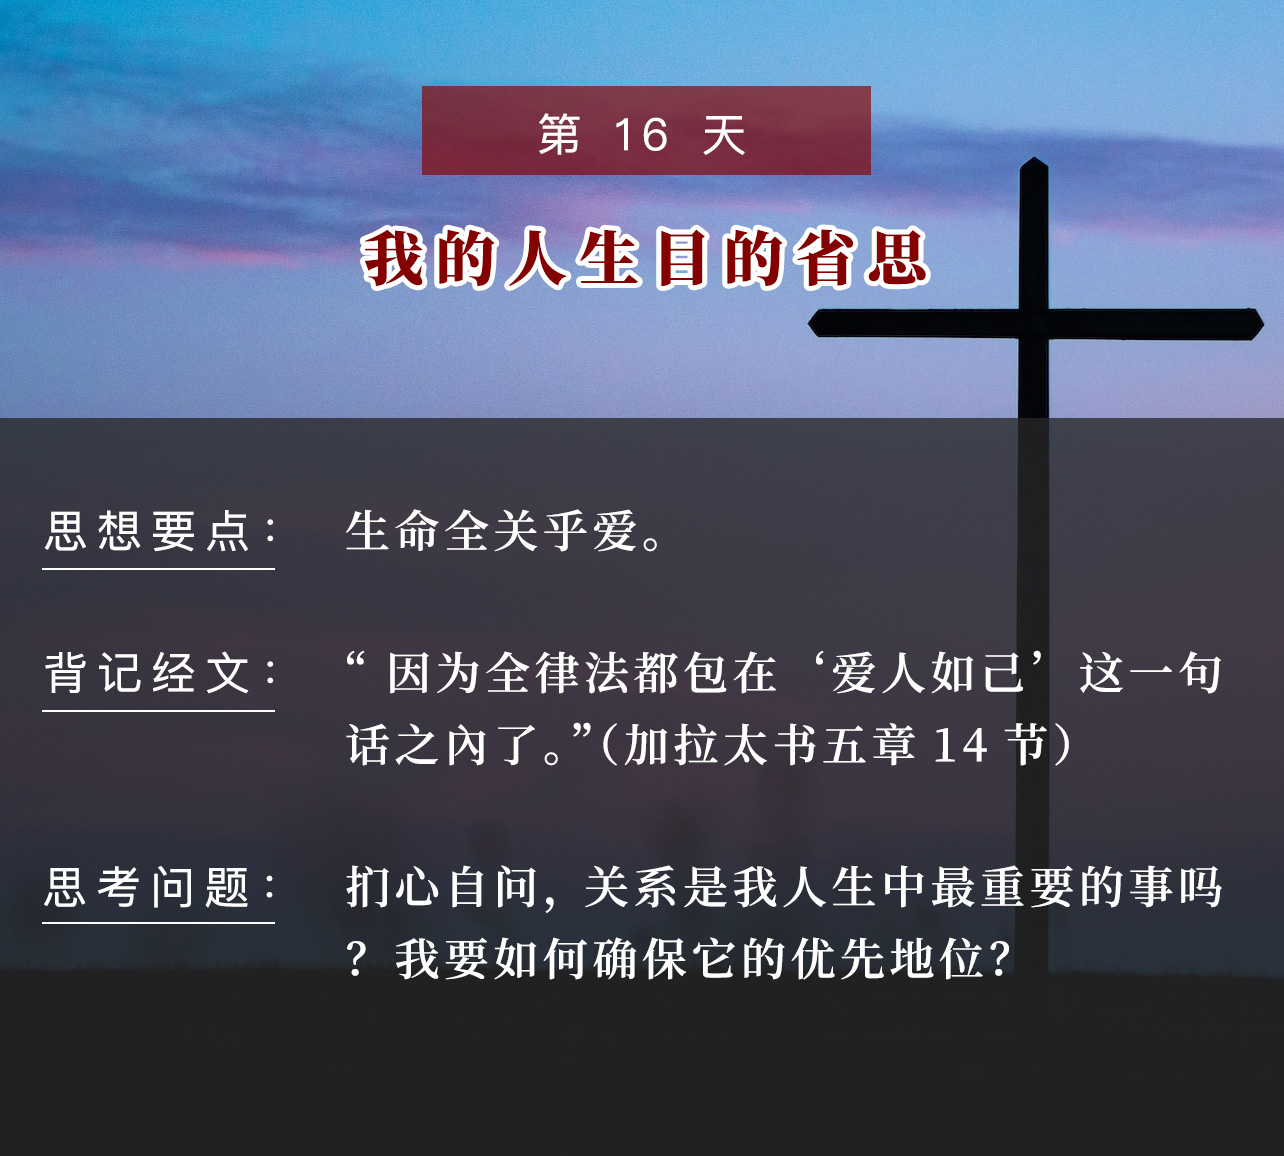 第 16 天
我的人生目的省思
思想要点： 生命全关乎爱。
背记经文： “因为全律法都包在‘爱人如己’这一句
话之內了。”（加拉太书五章 14 节）
思考问题： 扪心自问，关系是我人生中最重要的事吗
？我要如何确保它的优先地位？